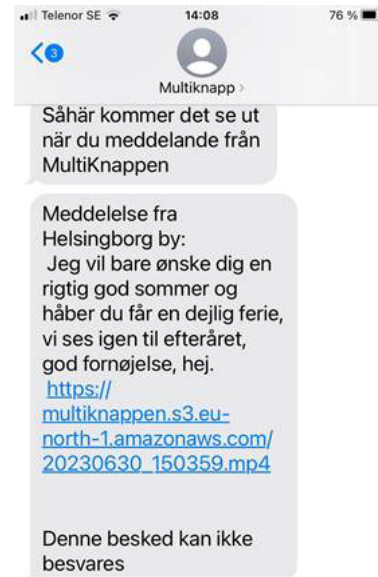 Telenor SE 14:08 76 %
3
Multiknapp >
Såhär kommer det se ut
när du meddelande från
MultiKnappen
Meddelelse fra
Helsingborg by:
Jeg vil bare ønske dig en
rigtig god sommer og
håber du får en dejlig ferie,
vi ses igen til efteråret,
god fornøjelse, hej.
https://
multiknappen.s3.eu-
north-1.amazonaws.com/
20230630_150359.mp4
Denne besked kan ikke
besvares